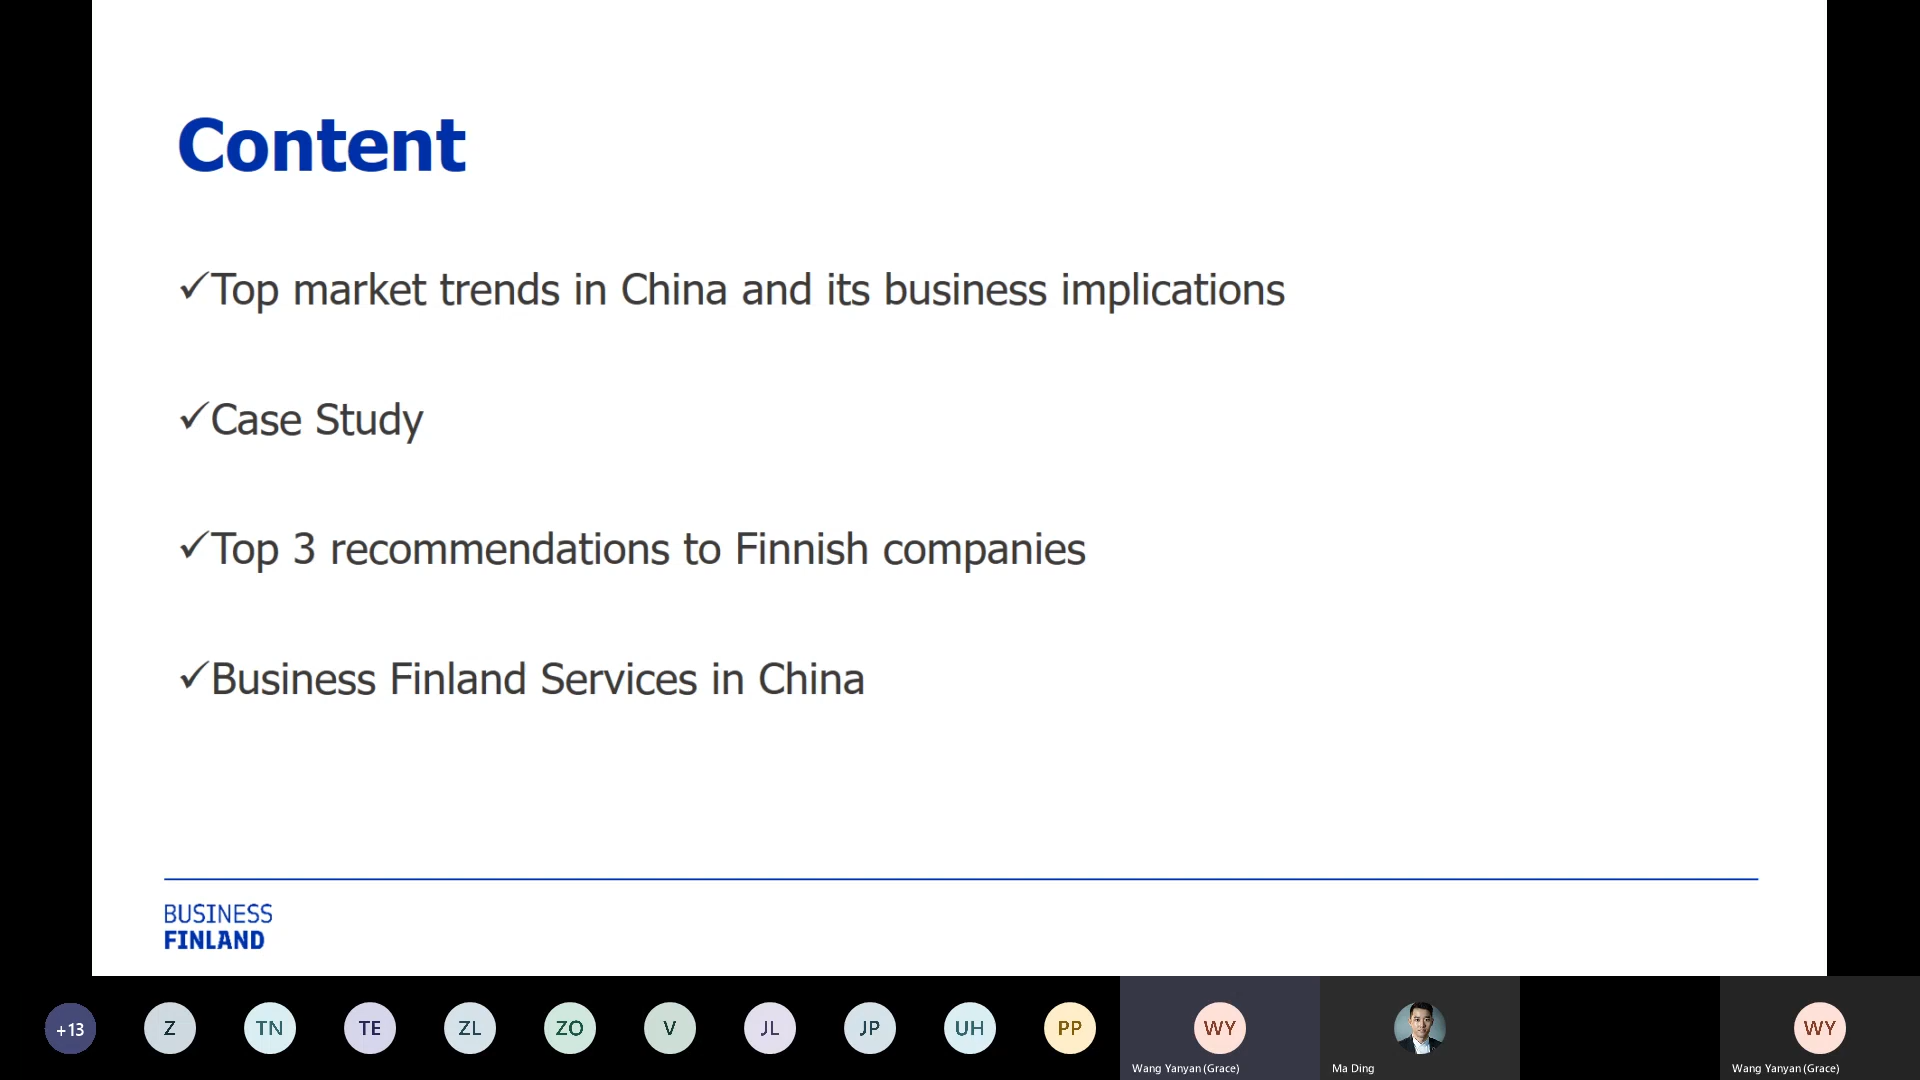 Content
✓Top market trends in China and its business implications
✓Case Study
✓Top 3 recommendations to Finnish companies
✓Business Finland Services in China
BUSINESS
FINLAND
+13
Z
TN
TE
ZL
ZO
V
JL
JP
UH
PP
WY
Wang Yanyan (Grace)
Ma Ding
WY
Wang Yanyan (Grace)